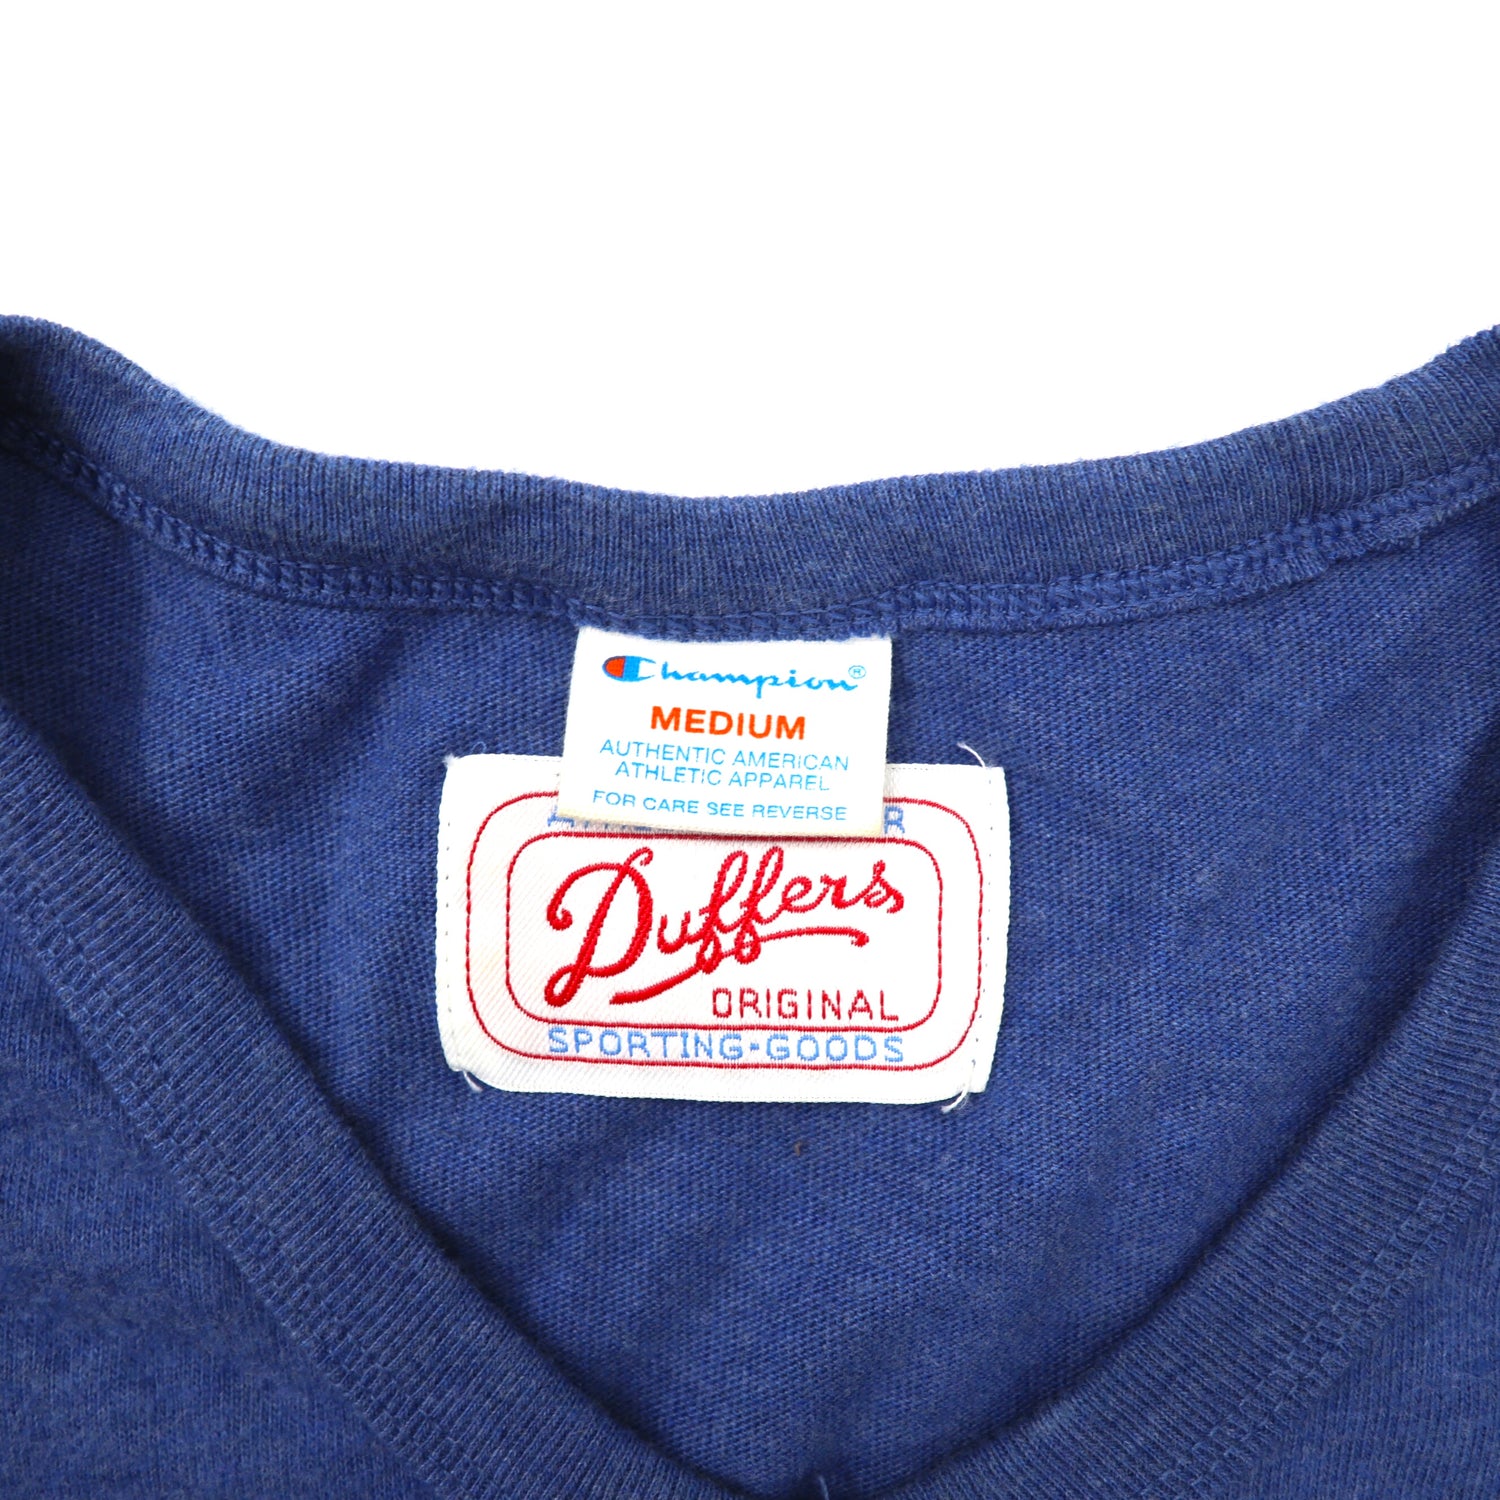 Champion®
MEDIUM
AUTHENTIC AMERICAN
ATHLETIC APPAREL
FOR CARE SEE REVERSE
Duffers
ORIGINAL
SPORTING-GOODS